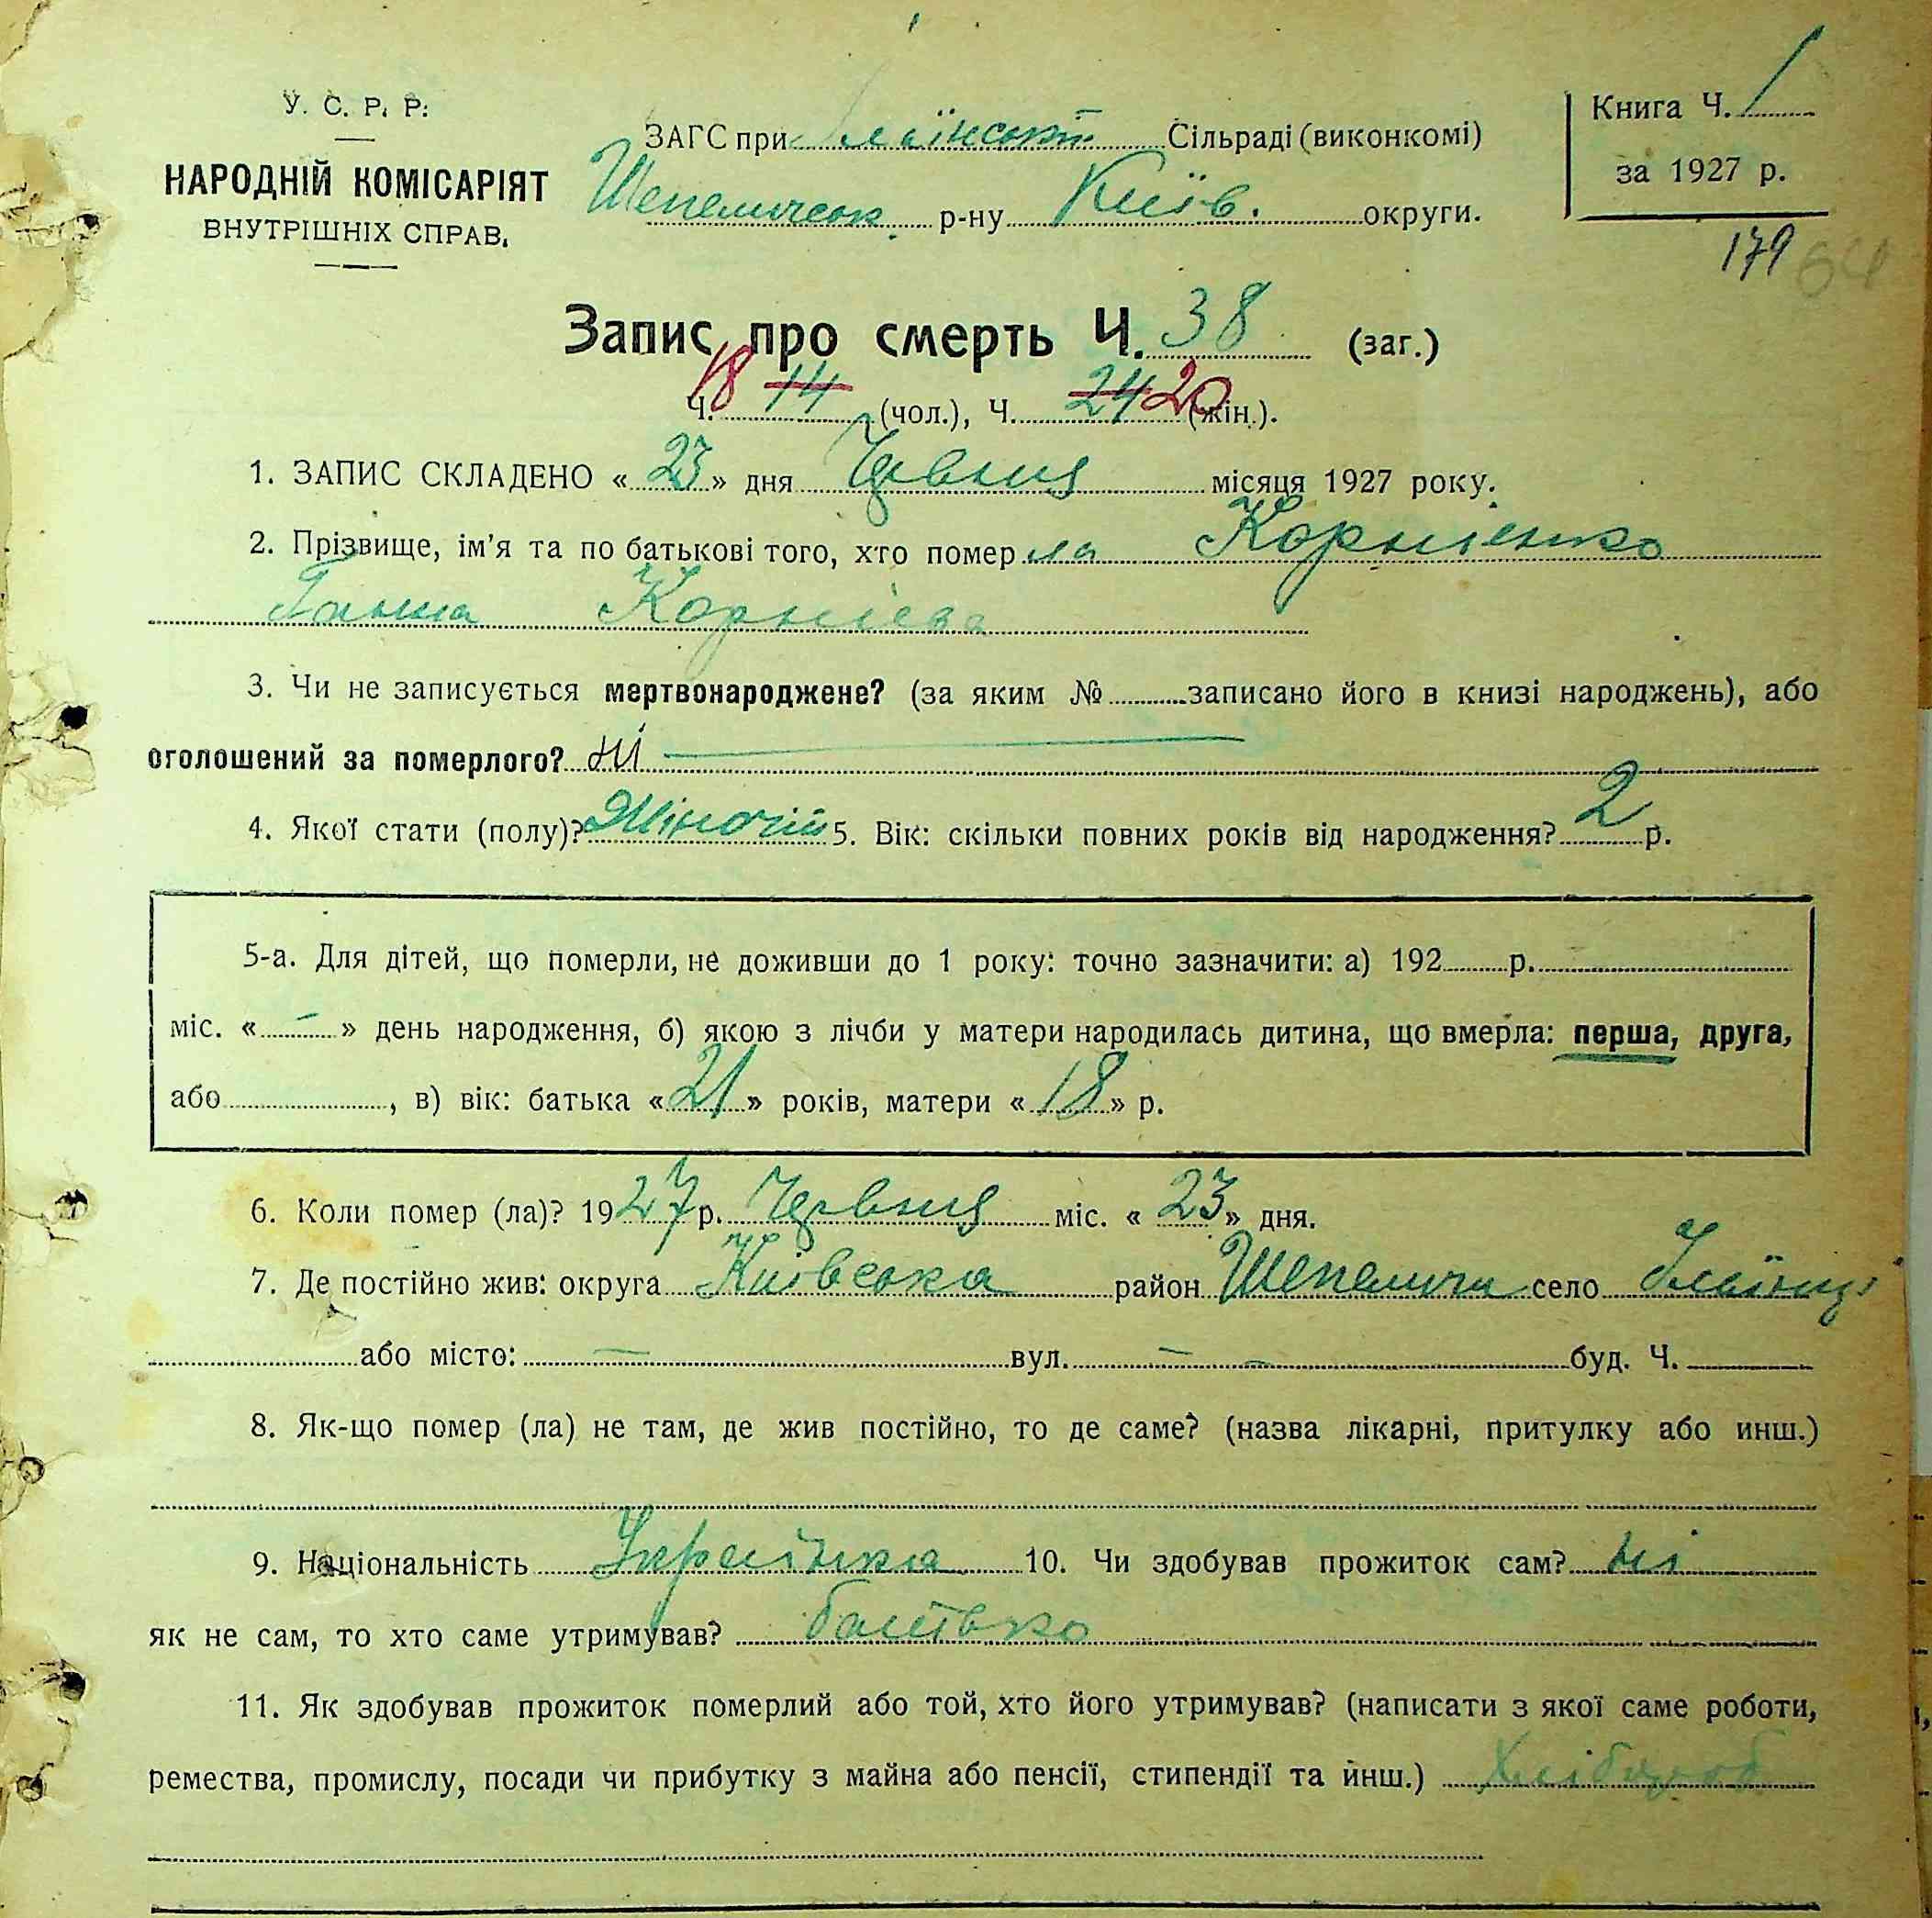 У. С. Р. Р.
НАРОДНІЙ КОМІСАРІЯТ
ВНУТРІШНІХ СПРАВ.
ЗАГС при Сільраді (виконкомі)
Шепелическ. р-ну Київ. округи.
Книга Ч. 1
за 1927 р.
179 64
Запис про смерть Ч. 38 (заг.)
Ч. 18 14 (чол.), Ч. 24 20 (жін.).
1. ЗАПИС СКЛАДЕНО « 23 » дня Червня місяця 1927 року.
2. Прізвище, ім'я та по батькові того, хто помер ла Корнієнко
Ганна Корнієва
3. Чи не записується мертвонароджене? (за яким № записано його в книзі народжень), або
оголошений за померлого? ні
4. Якої стати (полу)? Жіночій 5. Вік: скільки повних років від народження? 2 р.
5-а. Для дітей, що померли, не доживши до 1 року: точно зазначити: а) 192 р.
міс. « – » день народження, б) якою з лічби у матери народилась дитина, що вмерла: перша, друга,
або , в) вік: батька « 21 » років, матери « 18 » р.
6. Коли помер (ла)? 1927 р. Червня міс. « 23 » дня.
7. Де постійно жив: округа Київська район Шепеличи село
або місто: – вул. – – буд. Ч.
8. Як-що помер (ла) не там, де жив постійно, то де саме? (назва лікарні, притулку або инш.)
9. Національність Українка 10. Чи здобував прожиток сам? ні
як не сам, то хто саме утримував? батько
11. Як здобував прожиток померлий або той, хто його утримував? (написати з якої саме роботи,
ремества, промислу, посади чи прибутку з майна або пенсії, стипендії та йнш.) Хлібороб